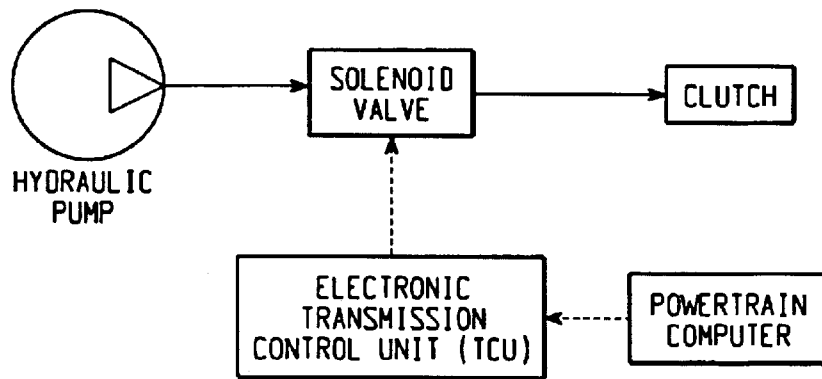 SOLENOID
VALVE
CLUTCH
HYDRAULIC
PUMP
ELECTRONIC
TRANSMISSION
CONTROL UNIT (TCU)
POWERTRAIN
COMPUTER